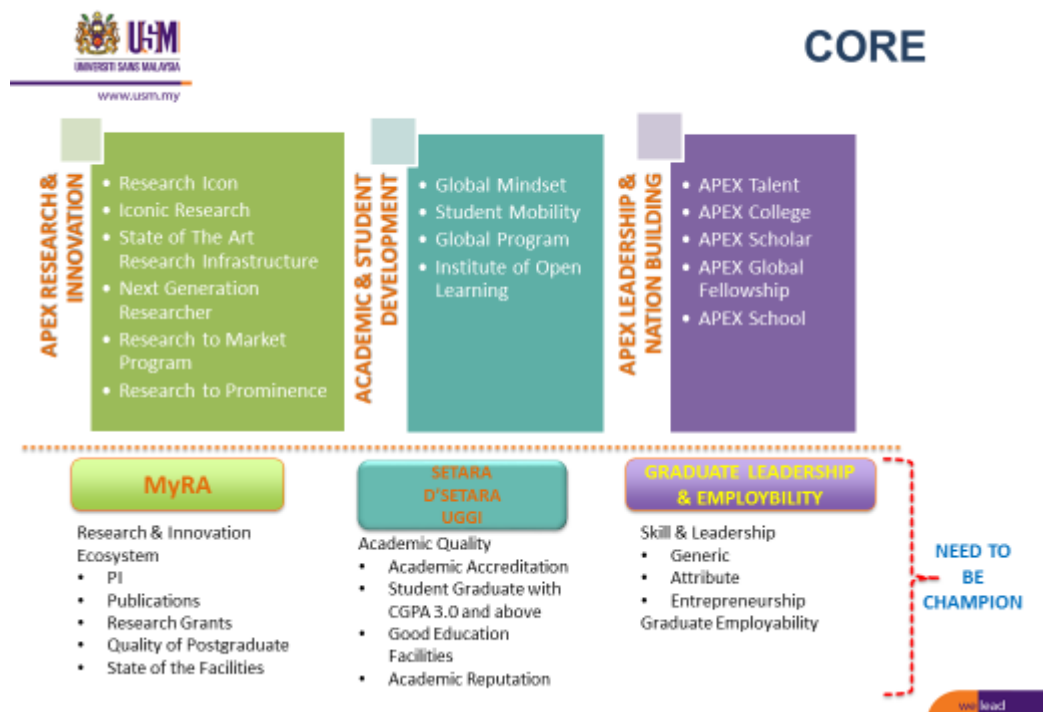 USM
UNIVERSITI SAINS MALAYSIA
www.usm.my
CORE
APEX RESEARCH &
INNOVATION
• Research Icon
• Iconic Research
• State of The Art
Research Infrastructure
• Next Generation
Researcher
• Research to Market
Program
• Research to Prominence
ACADEMIC & STUDENT
DEVELOPMENT
• Global Mindset
• Student Mobility
• Global Program
• Institute of Open
Learning
APEX LEADERSHIP &
NATION BUILDING
• APEX Talent
• APEX College
• APEX Scholar
• APEX Global
Fellowship
• APEX School
MyRA
Research & Innovation
Ecosystem
• PI
• Publications
• Research Grants
• Quality of Postgraduate
• State of the Facilities
SETARA
D'SETARA
UGGI
Academic Quality
• Academic Accreditation
• Student Graduate with
CGPA 3.0 and above
• Good Education
Facilities
• Academic Reputation
GRADUATE LEADERSHIP
& EMPLOYBILITY
Skill & Leadership
• Generic
• Attribute
• Entrepreneurship
Graduate Employability
NEED TO
BE
CHAMPION
we lead